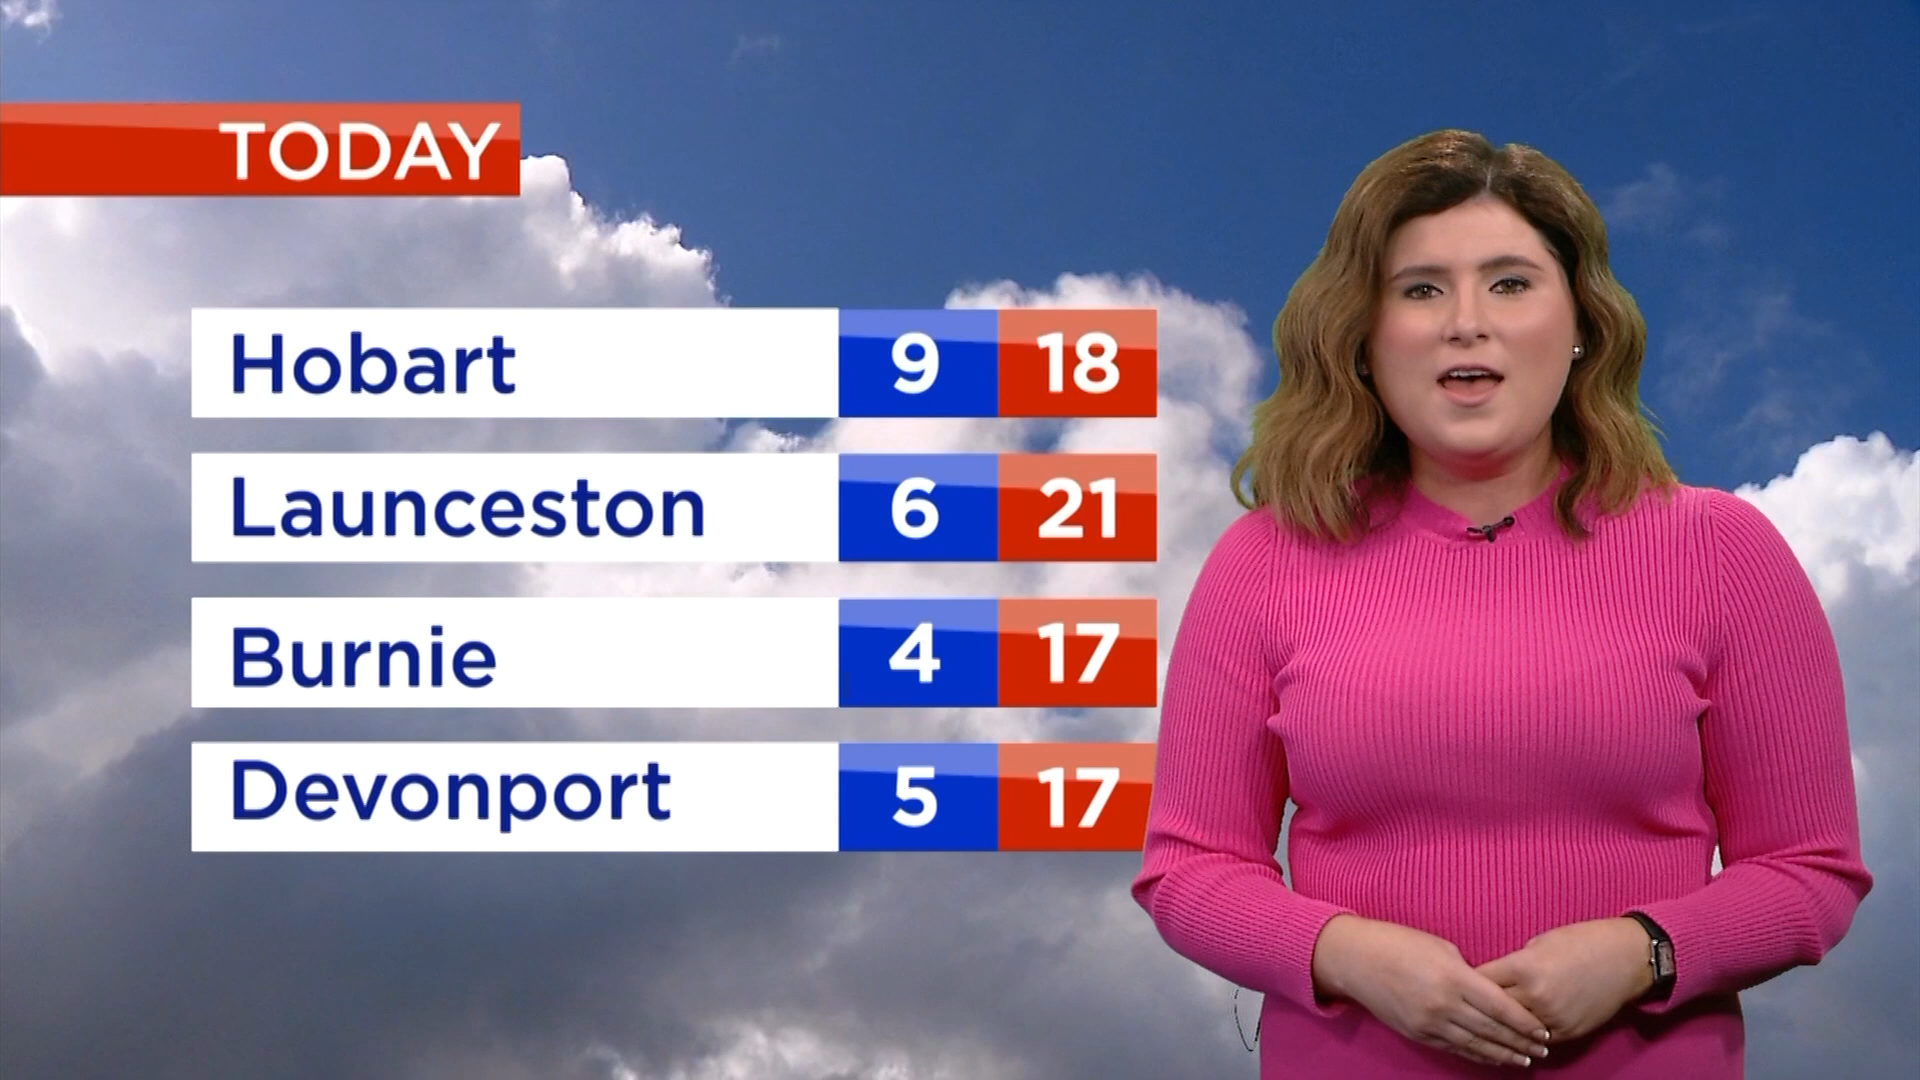 TODAY
Hobart 9 18
Launceston 6 21
Burnie 4 17
Devonport 5 17